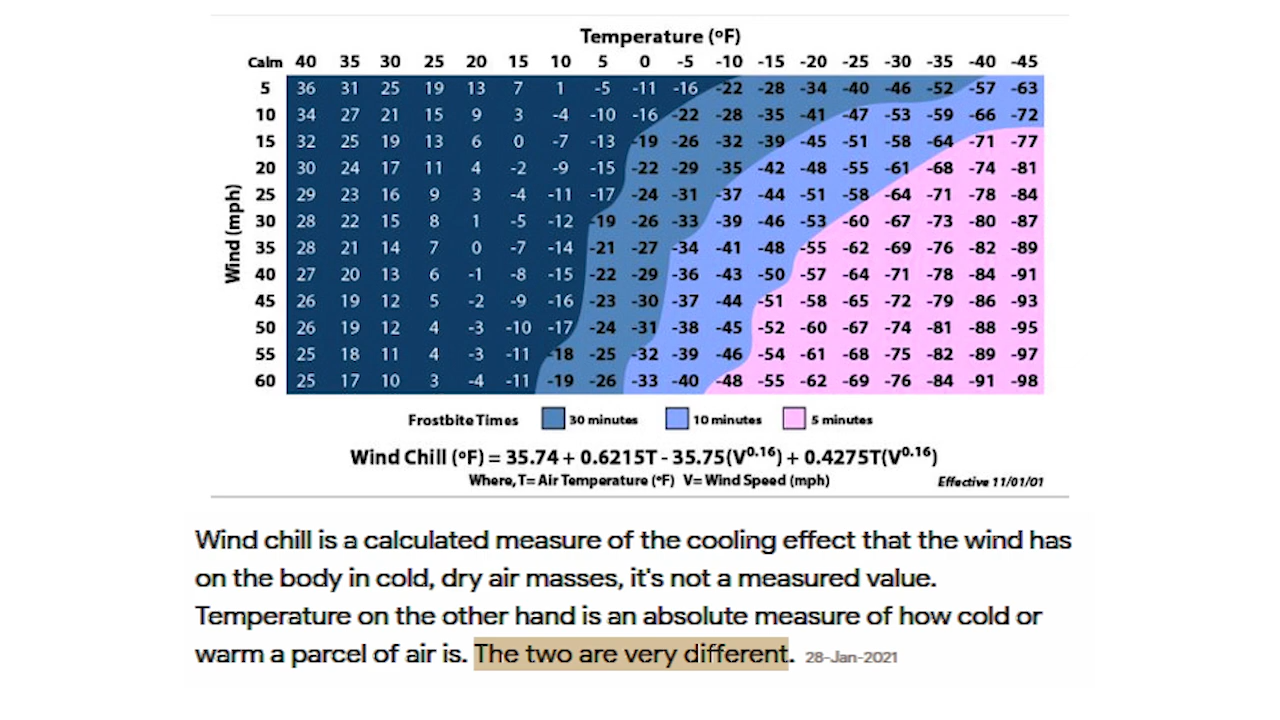 Temperature (ºF)
Calm 40 35 30 25 20 15 10 5 0 -5 -10 -15 -20 -25 -30 -35 -40 -45
5 36 31 25 19 13 7 1 -5 -11 -16 -22 -28 -34 -40 -46 -52 -57 -63
10 34 27 21 15 9 3 -4 -10 -16 -22 -28 -35 -41 -47 -53 -59 -66 -72
15 32 25 19 13 6 0 -7 -13 -19 -26 -32 -39 -45 -51 -58 -64 -71 -77
20 30 24 17 11 4 -2 -9 -15 -22 -29 -35 -42 -48 -55 -61 -68 -74 -81
25 29 23 16 9 3 -4 -11 -17 -24 -31 -37 -44 -51 -58 -64 -71 -78 -84
30 28 22 15 8 1 -5 -12 -19 -26 -33 -39 -46 -53 -60 -67 -73 -80 -87
35 28 21 14 7 0 -7 -14 -21 -27 -34 -41 -48 -55 -62 -69 -76 -82 -89
40 27 20 13 6 -1 -8 -15 -22 -29 -36 -43 -50 -57 -64 -71 -78 -84 -91
45 26 19 12 5 -2 -9 -16 -23 -30 -37 -44 -51 -58 -65 -72 -79 -86 -93
50 26 19 12 4 -3 -10 -17 -24 -31 -38 -45 -52 -60 -67 -74 -81 -88 -95
55 25 18 11 4 -3 -11 -18 -25 -32 -39 -46 -54 -61 -68 -75 -82 -89 -97
60 25 17 10 3 -4 -11 -19 -26 -33 -40 -48 -55 -62 -69 -76 -84 -91 -98
Wind (mph)
Frostbite Times 30 minutes 10 minutes 5 minutes
Wind Chill (ºF) = 35.74 + 0.6215T - 35.75(V^0.16) + 0.4275T(V^0.16)
Where, T= Air Temperature (ºF) V= Wind Speed (mph) Effective 11/01/01
Wind chill is a calculated measure of the cooling effect that the wind has
on the body in cold, dry air masses, it's not a measured value.
Temperature on the other hand is an absolute measure of how cold or
warm a parcel of air is. The two are very different. 28-Jan-2021